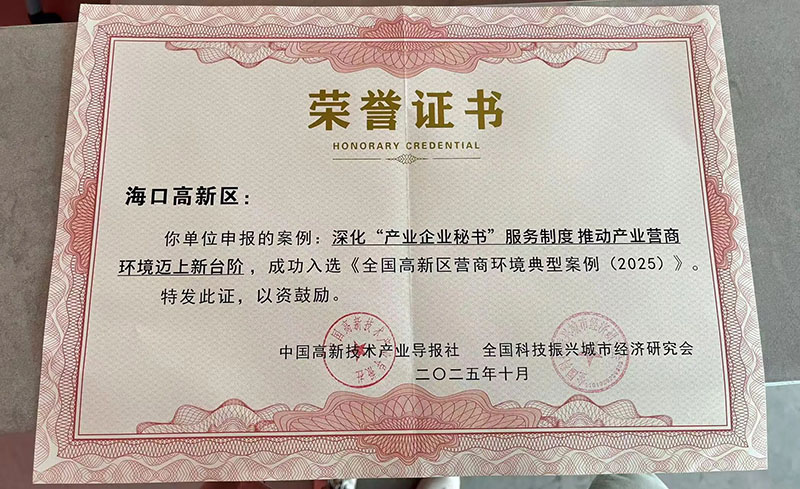 荣誉证书
HONORARY CREDENTIAL
海口高新区：
你单位申报的案例：深化“产业企业秘书”服务制度 推动产业营商
环境迈上新台阶，成功入选《全国高新区营商环境典型案例（2025）》。
特发此证，以资鼓励。
中国高新技术产业导报社 全国科技振兴城市经济研究会
二〇二五年十月